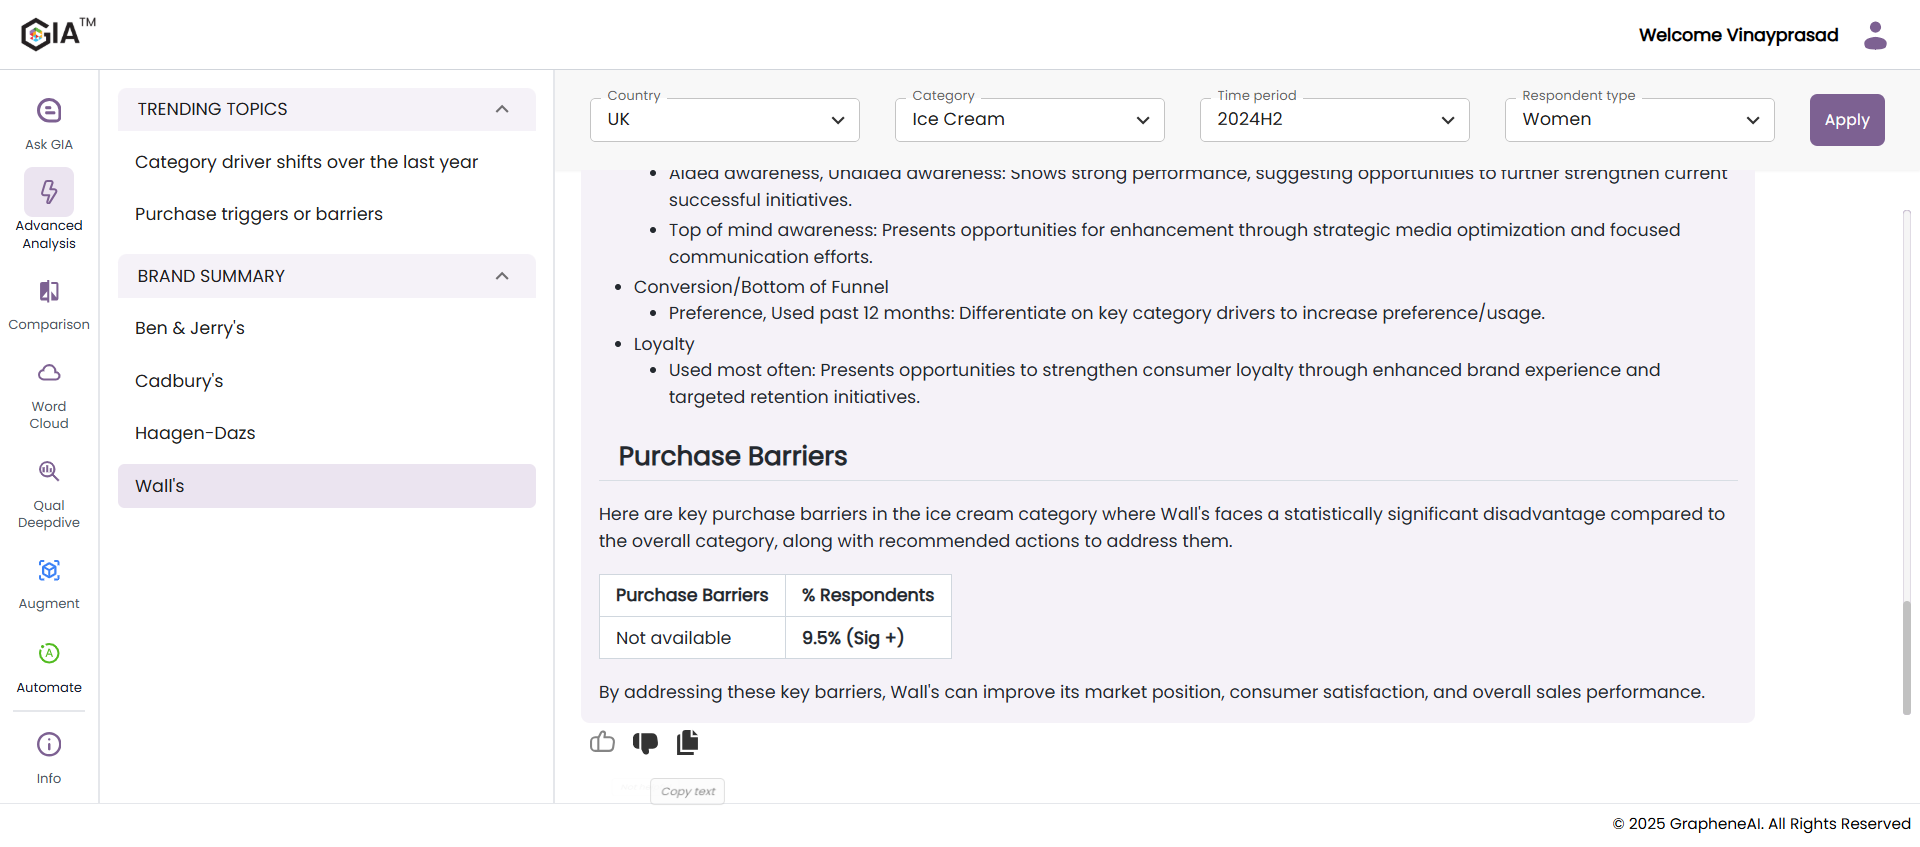 GIA™
Welcome Vinayprasad
Ask GIA
Advanced
Analysis
Comparison
Word
Cloud
Qual
Deepdive
Augment
Automate
Info
TRENDING TOPICS
Category driver shifts over the last year
Purchase triggers or barriers
BRAND SUMMARY
Ben & Jerry's
Cadbury's
Haagen-Dazs
Wall's
Country
UK
Category
Ice Cream
Time period
2024H2
Respondent type
Women
Apply
• Aided awareness, Unaided awareness: Shows strong performance, suggesting opportunities to further strengthen current
successful initiatives.
• Top of mind awareness: Presents opportunities for enhancement through strategic media optimization and focused
communication efforts.
• Conversion/Bottom of Funnel
• Preference, Used past 12 months: Differentiate on key category drivers to increase preference/usage.
• Loyalty
• Used most often: Presents opportunities to strengthen consumer loyalty through enhanced brand experience and
targeted retention initiatives.
Purchase Barriers
Here are key purchase barriers in the ice cream category where Wall's faces a statistically significant disadvantage compared to
the overall category, along with recommended actions to address them.
Purchase Barriers % Respondents
Not available 9.5% (Sig +)
By addressing these key barriers, Wall's can improve its market position, consumer satisfaction, and overall sales performance.
Copy text
© 2025 GrapheneAI. All Rights Reserved